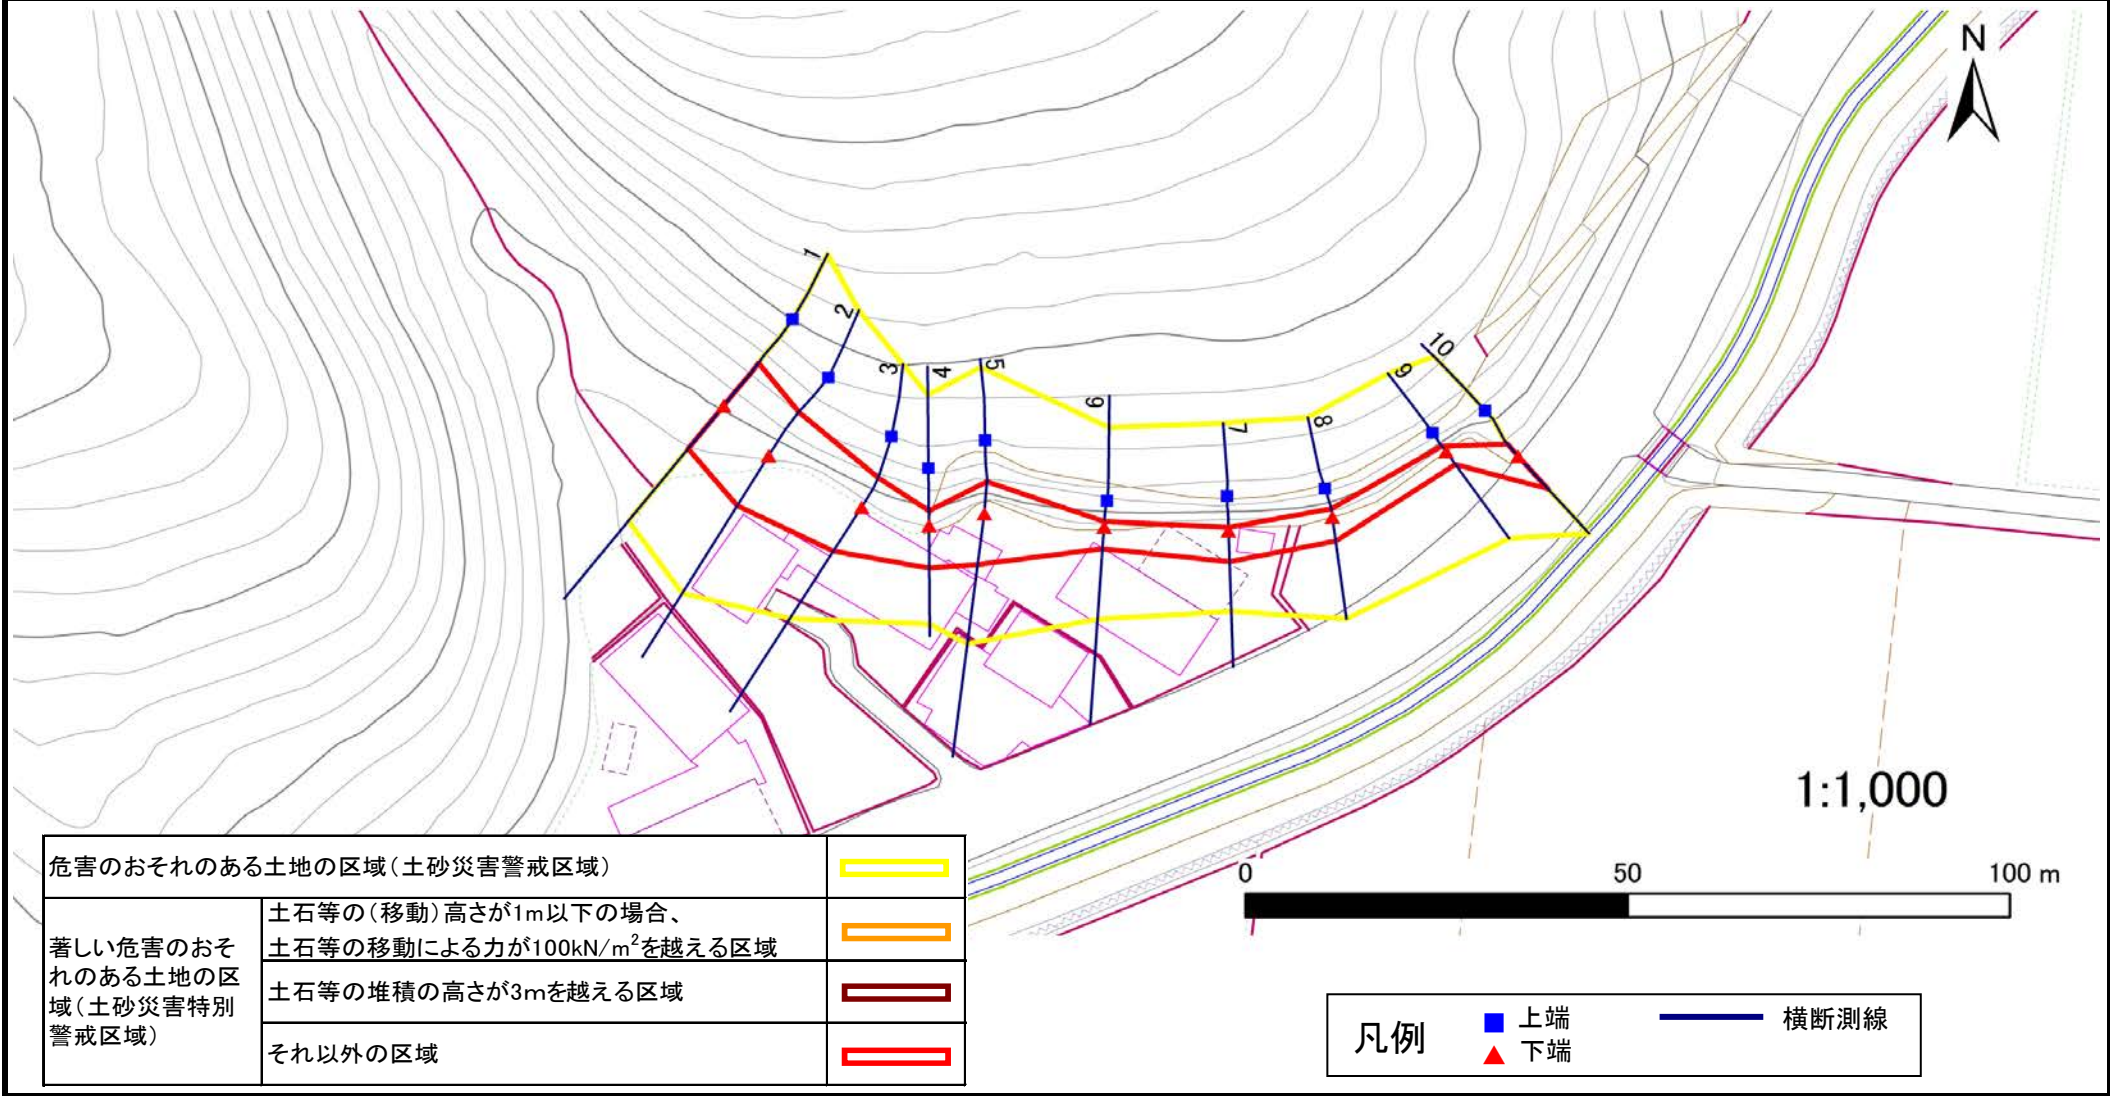 N
1
2
3
4
5
6
7
8
9
10
1:1,000
0 50 100 m
危害のおそれのある土地の区域(土砂災害警戒区域)
著しい危害のおそ
れのある土地の区
域(土砂災害特別
警戒区域)
土石等の(移動)高さが1m以下の場合、
土石等の移動による力が100kN/m²を越える区域
土石等の堆積の高さが3mを越える区域
それ以外の区域
凡例
上端
下端
横断測線